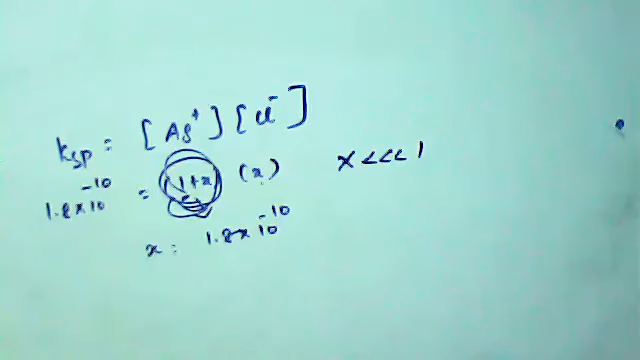 Ksp = [Ag⁺] [Cl⁻]
1.8 × 10⁻¹⁰ = (1+x) (x)
x <<< 1
x = 1.8 × 10⁻¹⁰